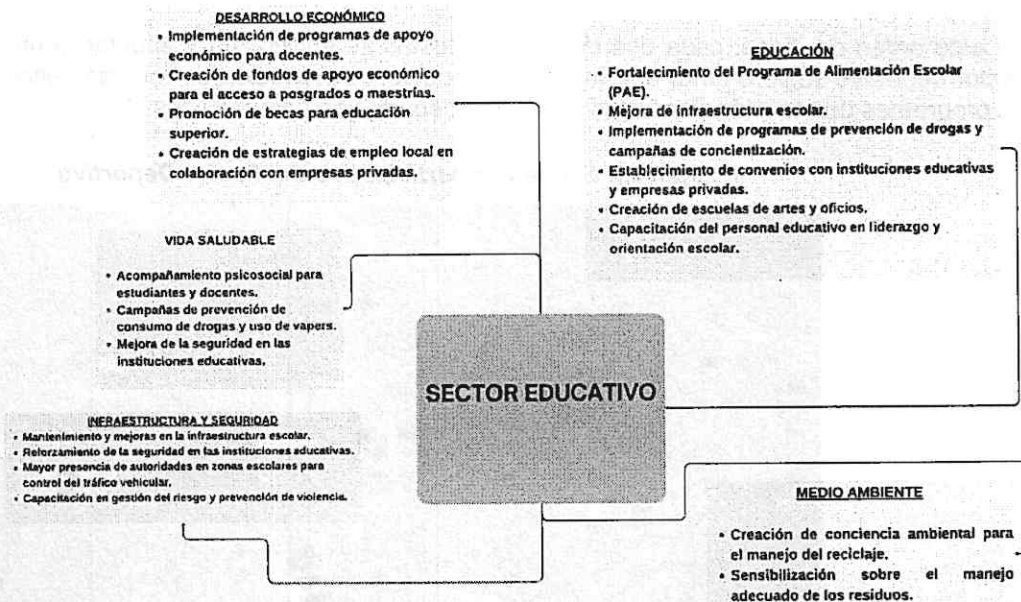 DESARROLLO ECONÓMICO
• Implementación de programas de apoyo
económico para docentes.
• Creación de fondos de apoyo económico
para el acceso a posgrados o maestrías.
• Promoción de becas para educación
superior.
• Creación de estrategias de empleo local en
colaboración con empresas privadas.
EDUCACIÓN
• Fortalecimiento del Programa de Alimentación Escolar
(PAE).
• Mejora de infraestructura escolar.
• Implementación de programas de prevención de drogas y
campañas de concientización.
• Establecimiento de convenios con instituciones educativas
y empresas privadas.
• Creación de escuelas de artes y oficios.
• Capacitación del personal educativo en liderazgo y
orientación escolar.
VIDA SALUDABLE
• Acompañamiento psicosocial para
estudiantes y docentes.
• Campañas de prevención de
consumo de drogas y uso de vapers.
• Mejora de la seguridad en las
instituciones educativas.
SECTOR EDUCATIVO
INFRAESTRUCTURA Y SEGURIDAD
• Mantenimiento y mejoras en la infraestructura escolar.
• Reforzamiento de la seguridad en las instituciones educativas.
• Mayor presencia de autoridades en zonas escolares para
control del tráfico vehicular.
• Capacitación en gestión del riesgo y prevención de violencia.
MEDIO AMBIENTE
• Creación de conciencia ambiental para
el manejo del reciclaje.
• Sensibilización sobre el manejo
adecuado de los residuos.